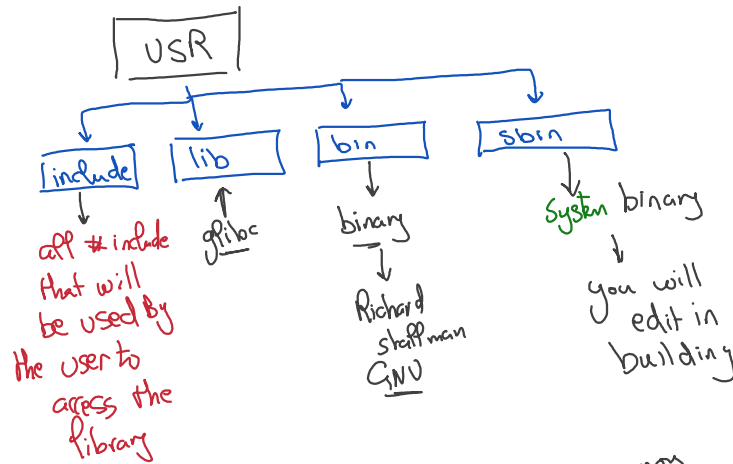 USR
include
lib
bin
sbin
all #include
that will
be used By
the user to
access the
library
glibc
binary
Richard
stallman
GNU
system binary
you will
edit in
building